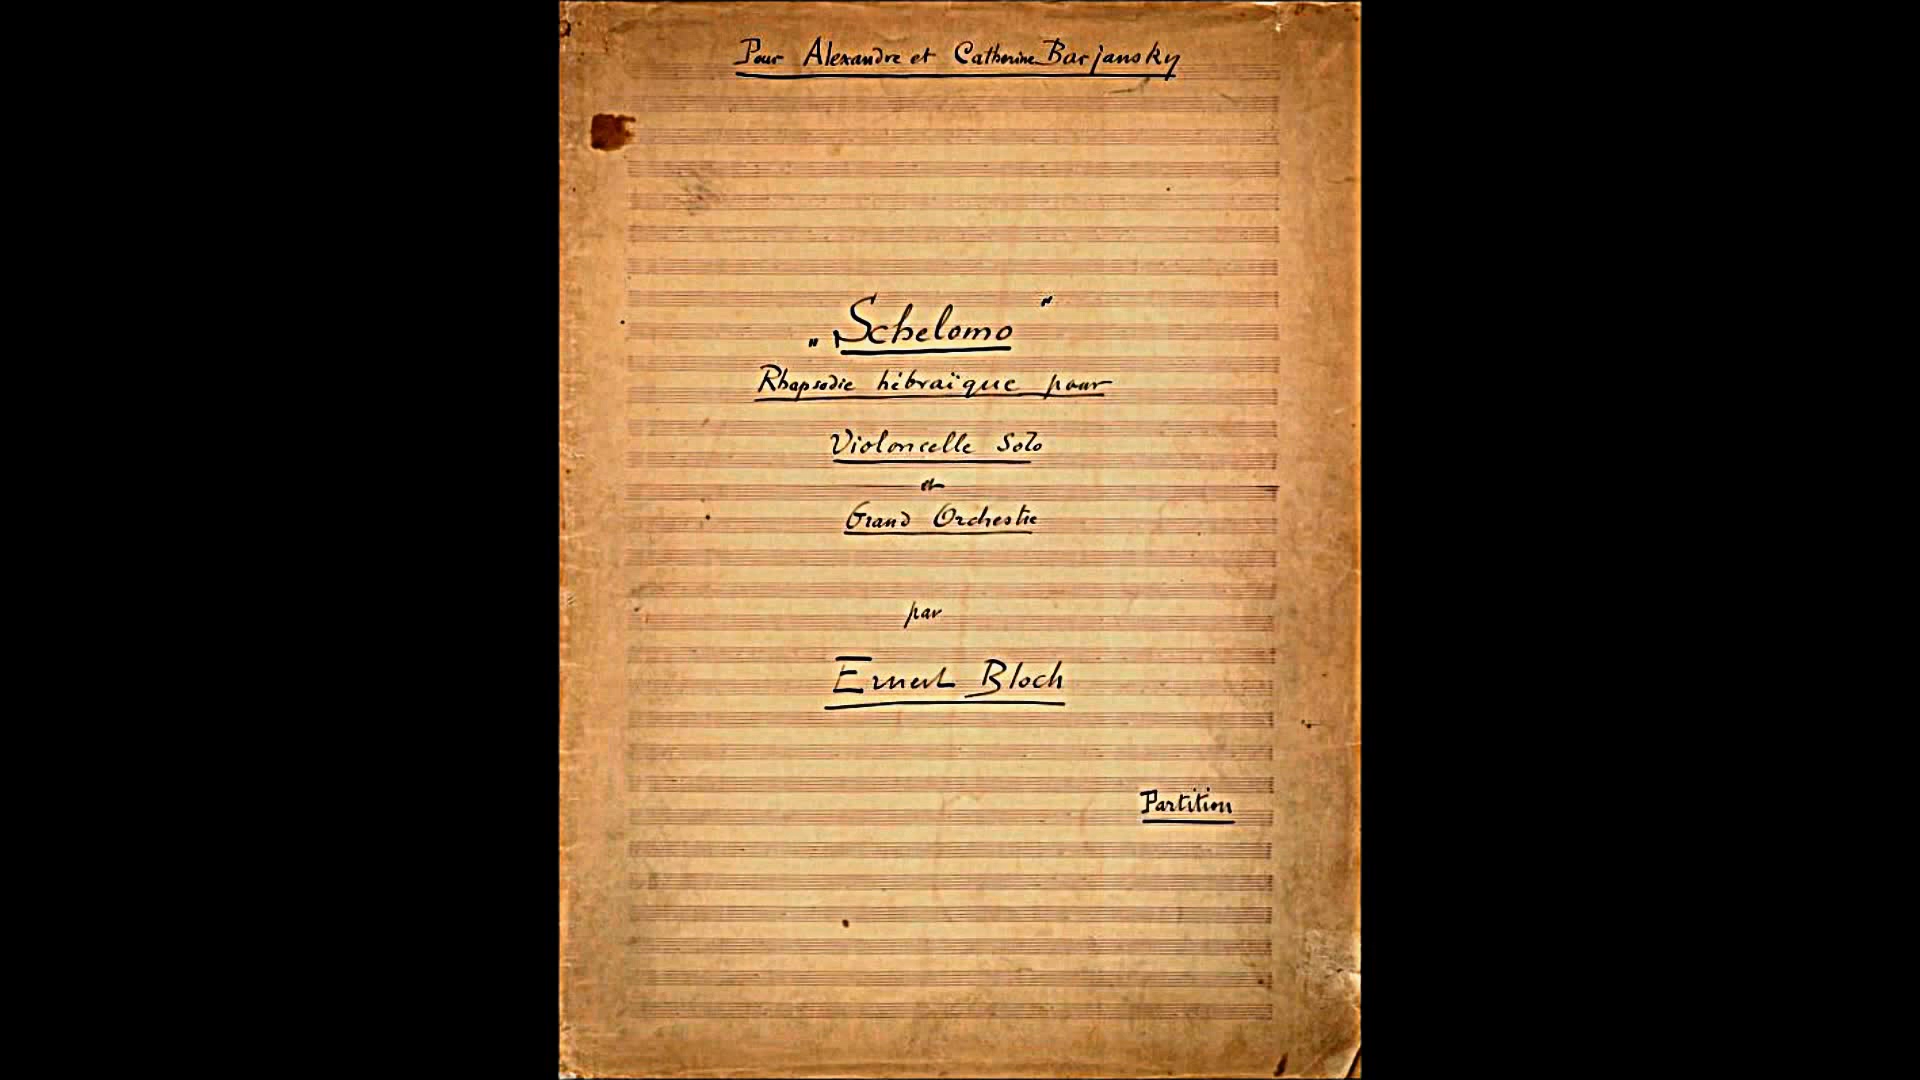 Pour Alexandre et Catherine Barjansky
„Schelomo"
Rhapsodie hébraïque pour
Violoncelle Solo
et
Grand Orchestre
par
Ernest Bloch
Partition